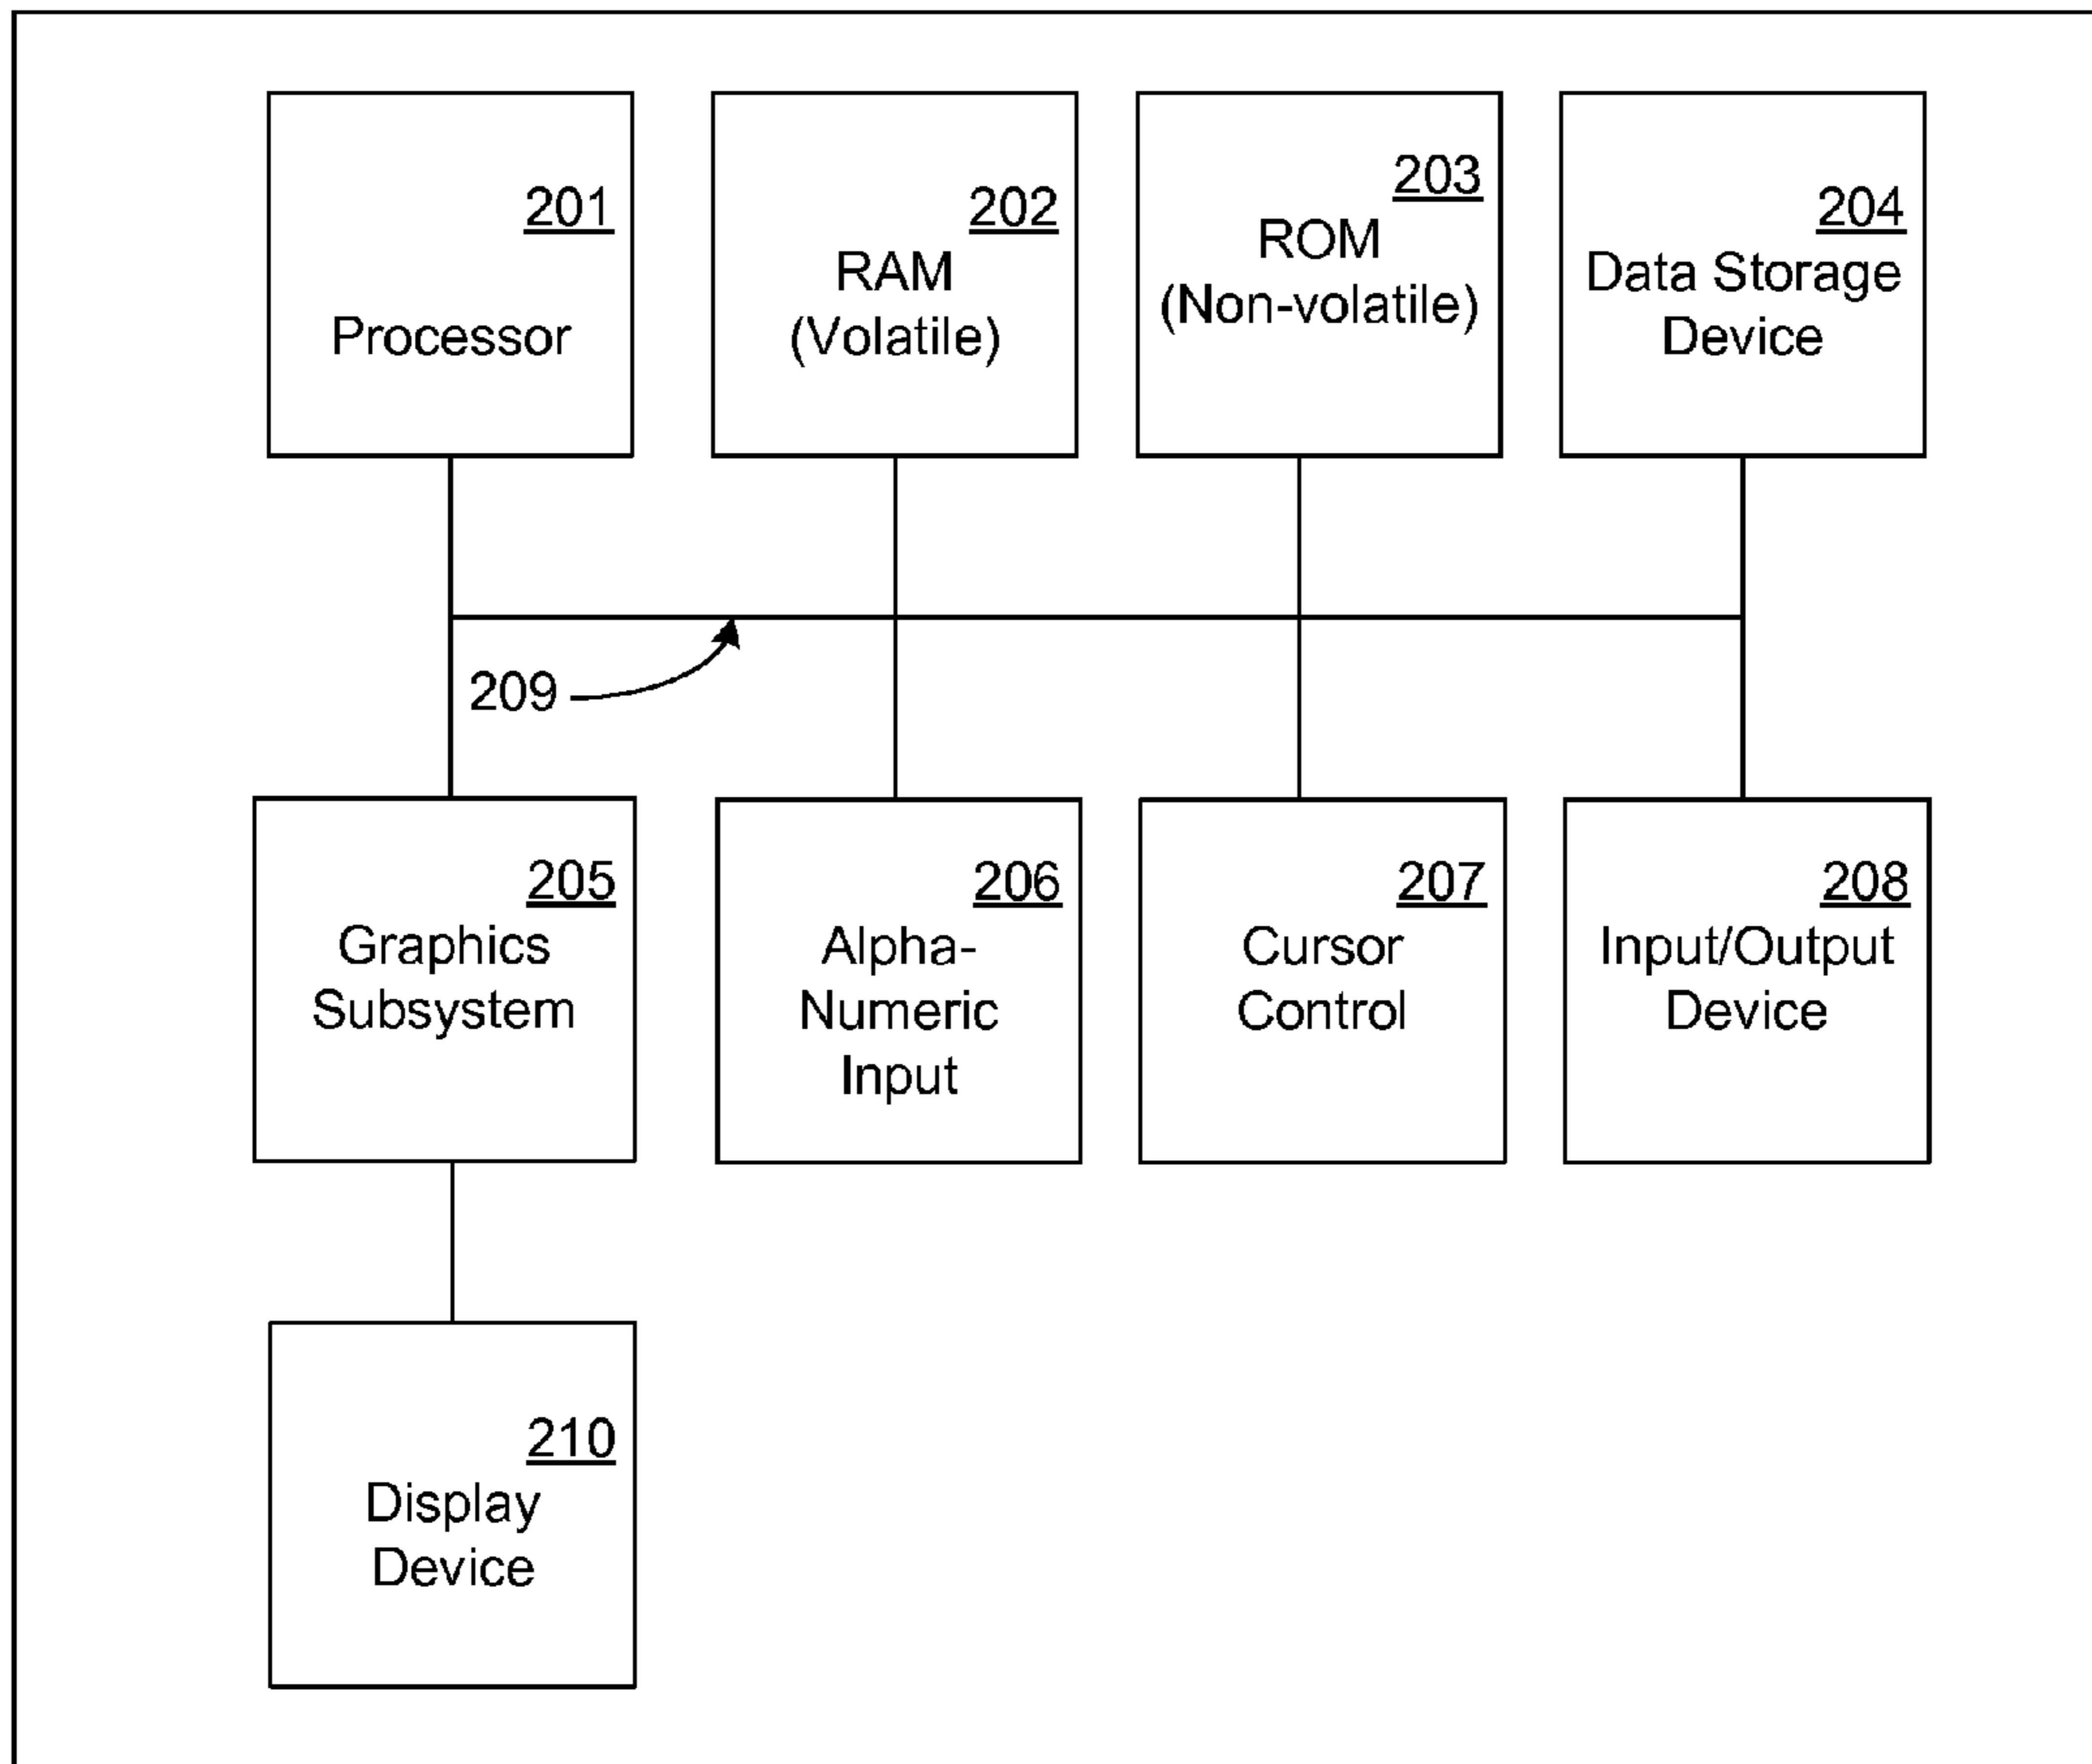 201
Processor
202
RAM
(Volatile)
203
ROM
(Non-volatile)
204
Data Storage
Device
209
205
Graphics
Subsystem
206
Alpha-
Numeric
Input
207
Cursor
Control
208
Input/Output
Device
210
Display
Device